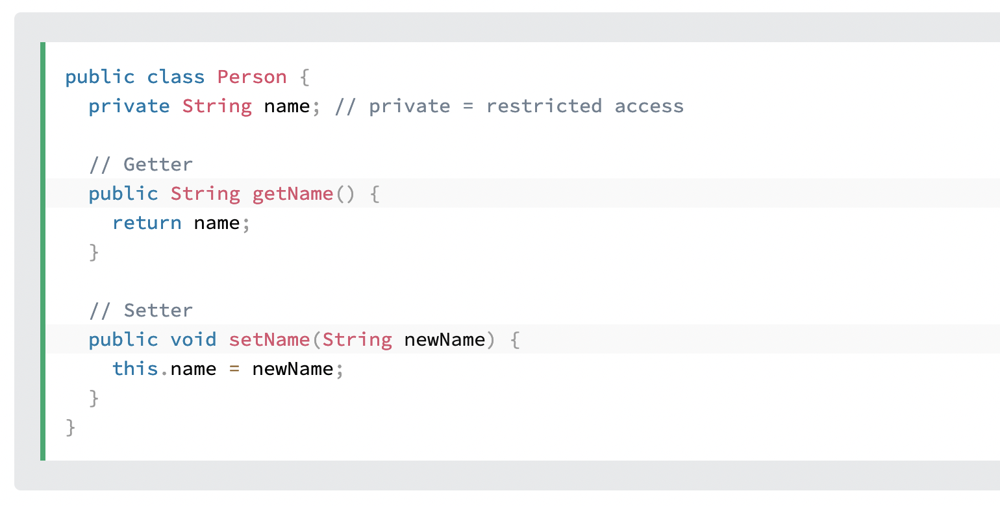 public class Person {
  private String name; // private = restricted access

  // Getter
  public String getName() {
    return name;
  }

  // Setter
  public void setName(String newName) {
    this.name = newName;
  }
}